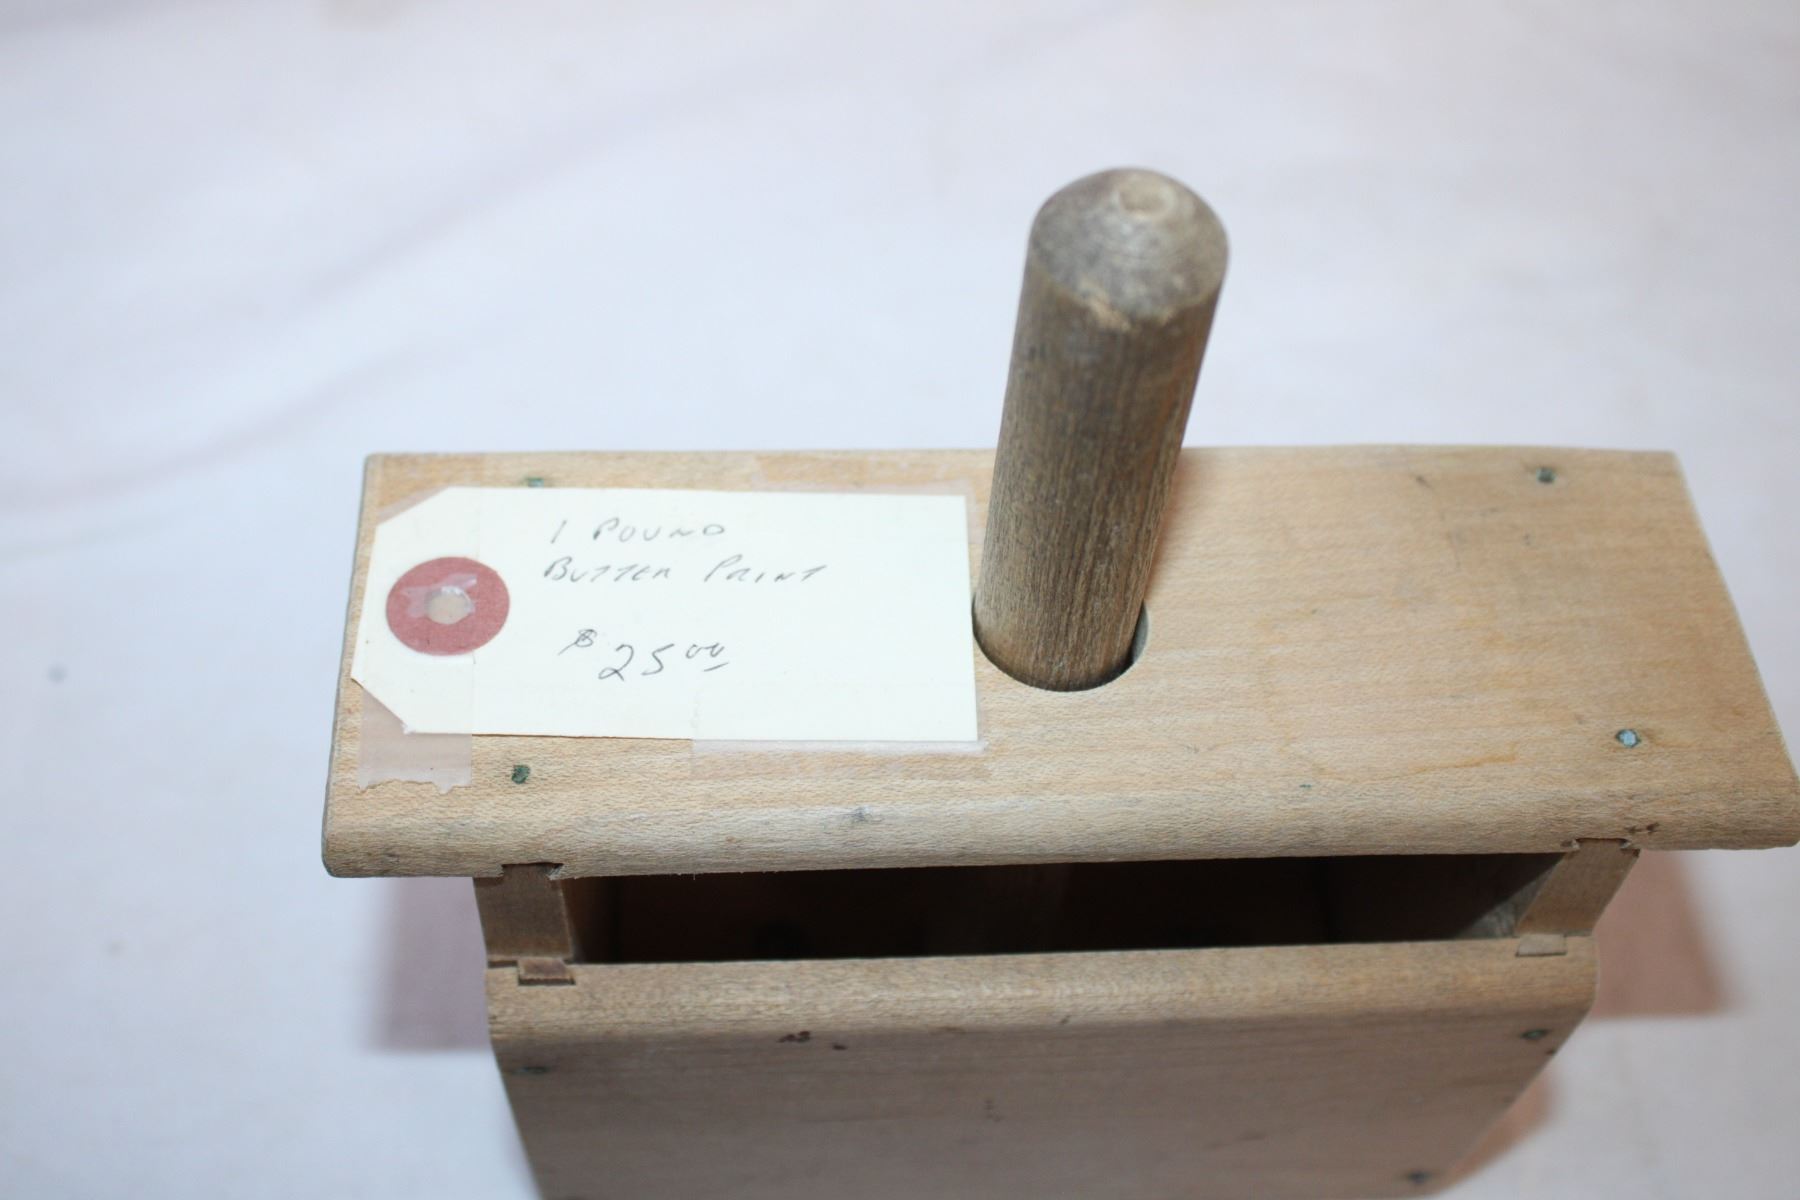 1 POUND
BUTTER PRINT
$ 25.00